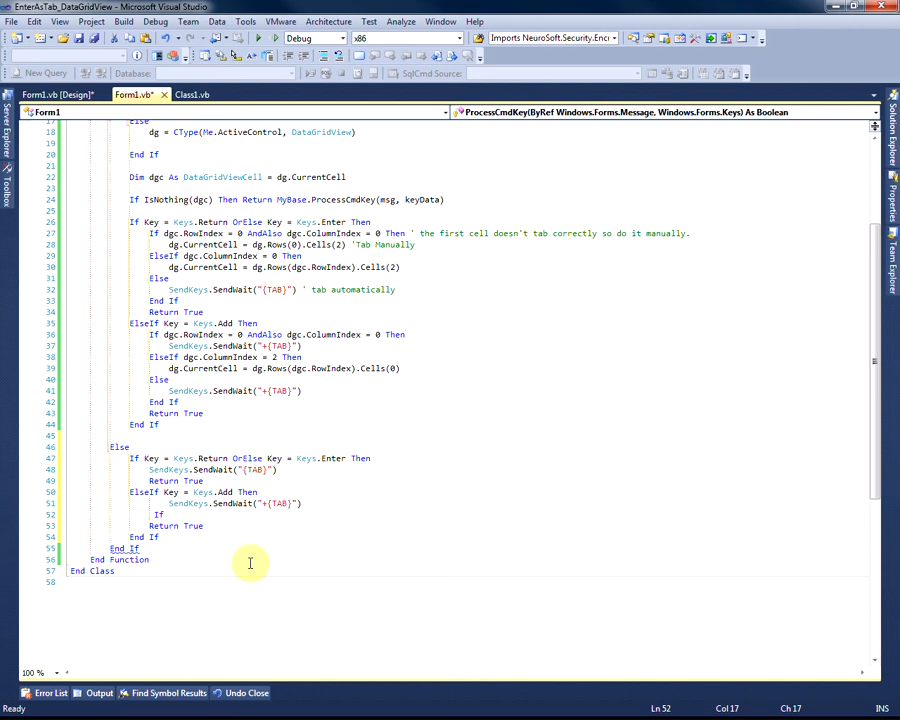 EnterAsTab_DataGridView - Microsoft Visual Studio
File Edit View Project Build Debug Team Data Tools VMware Architecture Test Analyze Window Help
Debug x86 Imports NeuroSoft.Security.Enc
New Query Database: SqlCmd Source:
Form1.vb [Design]* Form1.vb* Class1.vb
Form1 ProcessCmdKey(ByRef Windows.Forms.Message, Windows.Forms.Keys) As Boolean
Server Explorer
Toolbox
Solution Explorer
Properties
Team Explorer
17 Else
18 dg = CType(Me.ActiveControl, DataGridView)
19
20 End If
21
22 Dim dgc As DataGridViewCell = dg.CurrentCell
23
24 If IsNothing(dgc) Then Return MyBase.ProcessCmdKey(msg, keyData)
25
26 If Key = Keys.Return OrElse Key = Keys.Enter Then
27 If dgc.RowIndex = 0 AndAlso dgc.ColumnIndex = 0 Then ' the first cell doesn't tab correctly so do it manually.
28 dg.CurrentCell = dg.Rows(0).Cells(2) 'Tab Manually
29 ElseIf dgc.ColumnIndex = 0 Then
30 dg.CurrentCell = dg.Rows(dgc.RowIndex).Cells(2)
31 Else
32 SendKeys.SendWait("{TAB}") ' tab automatically
33 End If
34 Return True
35 ElseIf Key = Keys.Add Then
36 If dgc.RowIndex = 0 AndAlso dgc.ColumnIndex = 0 Then
37 SendKeys.SendWait("+{TAB}")
38 ElseIf dgc.ColumnIndex = 2 Then
39 dg.CurrentCell = dg.Rows(dgc.RowIndex).Cells(0)
40 Else
41 SendKeys.SendWait("+{TAB}")
42 End If
43 Return True
44 End If
45
46 Else
47 If Key = Keys.Return OrElse Key = Keys.Enter Then
48 SendKeys.SendWait("{TAB}")
49 Return True
50 ElseIf Key = Keys.Add Then
51 SendKeys.SendWait("+{TAB}")
52 If
53 Return True
54 End If
55 End If
56 End Function
57 End Class
58
100 %
Error List Output Find Symbol Results Undo Close
Ready Ln 52 Col 17 Ch 17 INS